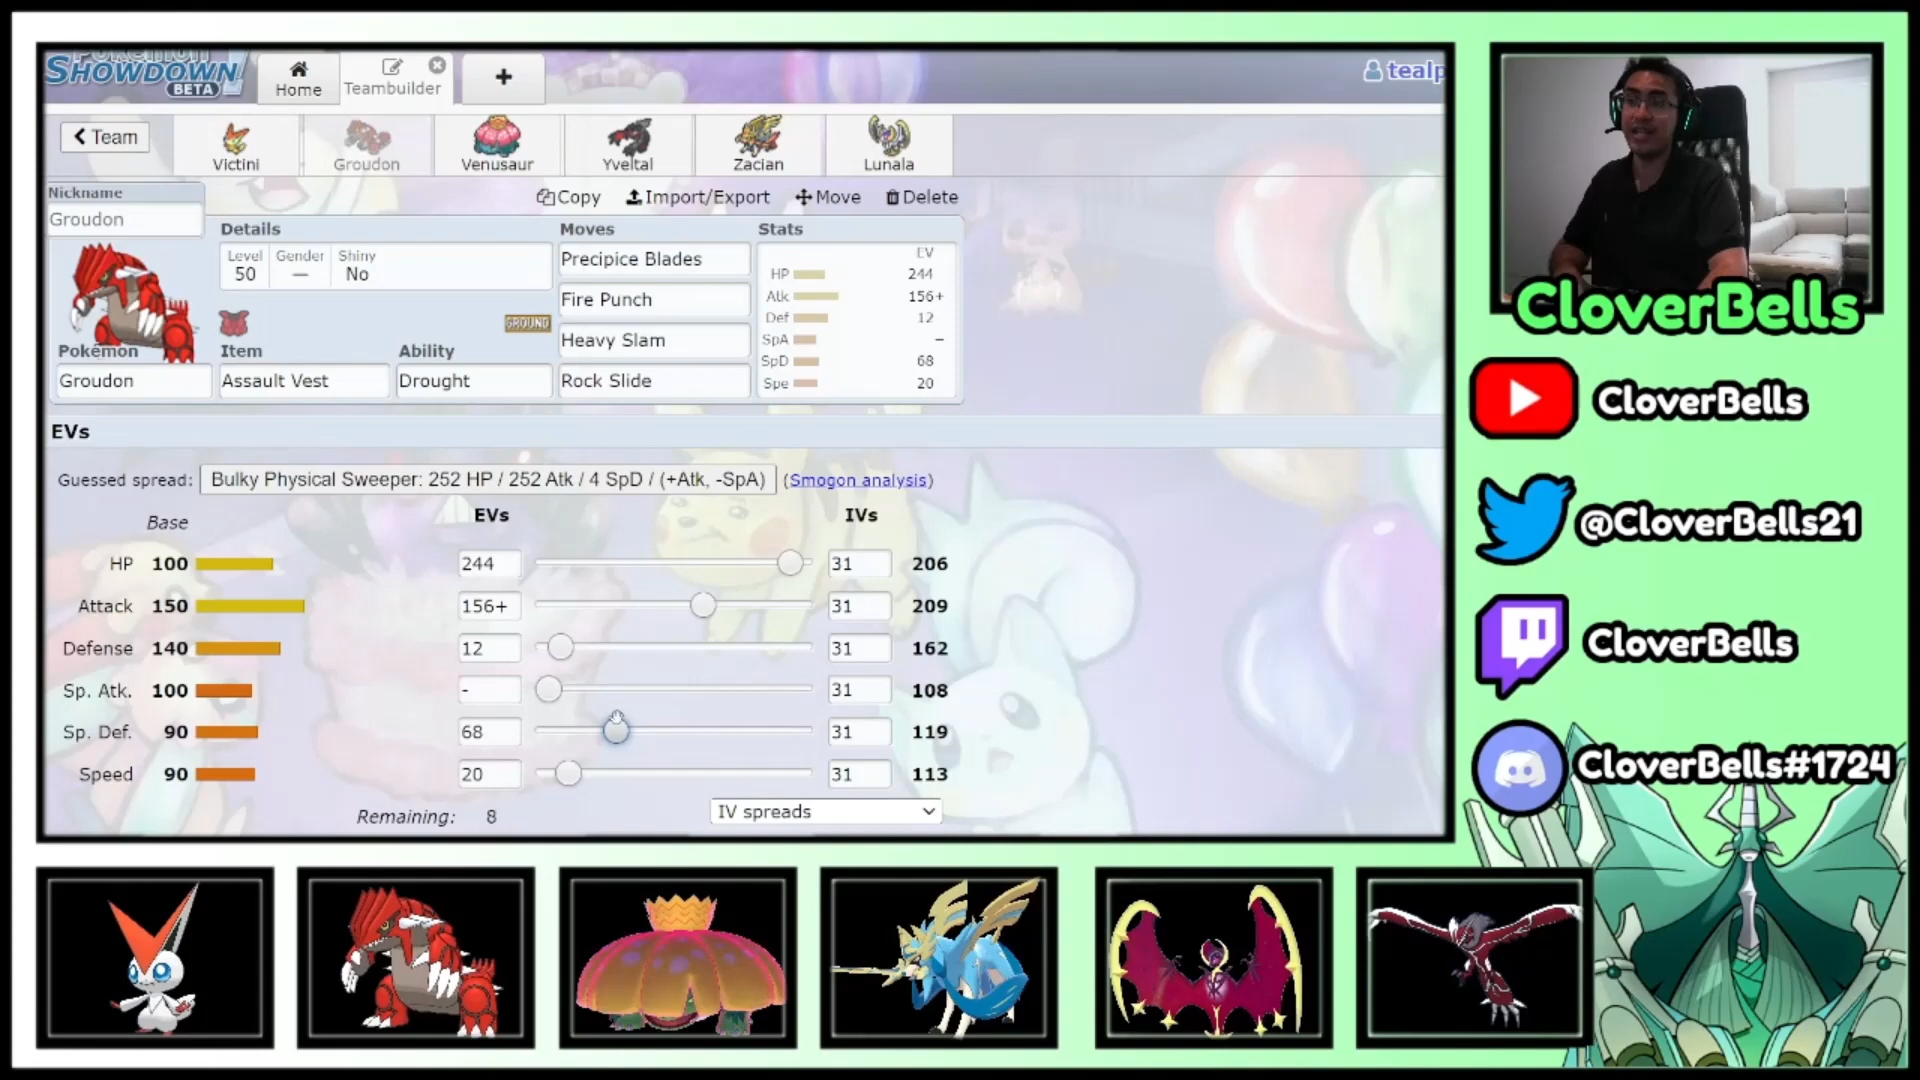 Pokémon
SHOWDOWN
BETA
Home
Teambuilder
tealp
Team
Victini
Groudon
Venusaur
Yveltal
Zacian
Lunala
Nickname
Groudon
Copy
Import/Export
Move
Delete
Details
Level
50
Gender
—
Shiny
No
GROUND
Pokémon
Groudon
Item
Assault Vest
Ability
Drought
Moves
Precipice Blades
Fire Punch
Heavy Slam
Rock Slide
Stats
EV
HP 244
Atk 156+
Def 12
SpA –
SpD 68
Spe 20
EVs
Guessed spread: Bulky Physical Sweeper: 252 HP / 252 Atk / 4 SpD / (+Atk, -SpA) (Smogon analysis)
Base EVs IVs
HP 100 244 31 206
Attack 150 156+ 31 209
Defense 140 12 31 162
Sp. Atk. 100 - 31 108
Sp. Def. 90 68 31 119
Speed 90 20 31 113
Remaining: 8 IV spreads
CloverBells
CloverBells
@CloverBells21
CloverBells
CloverBells#1724